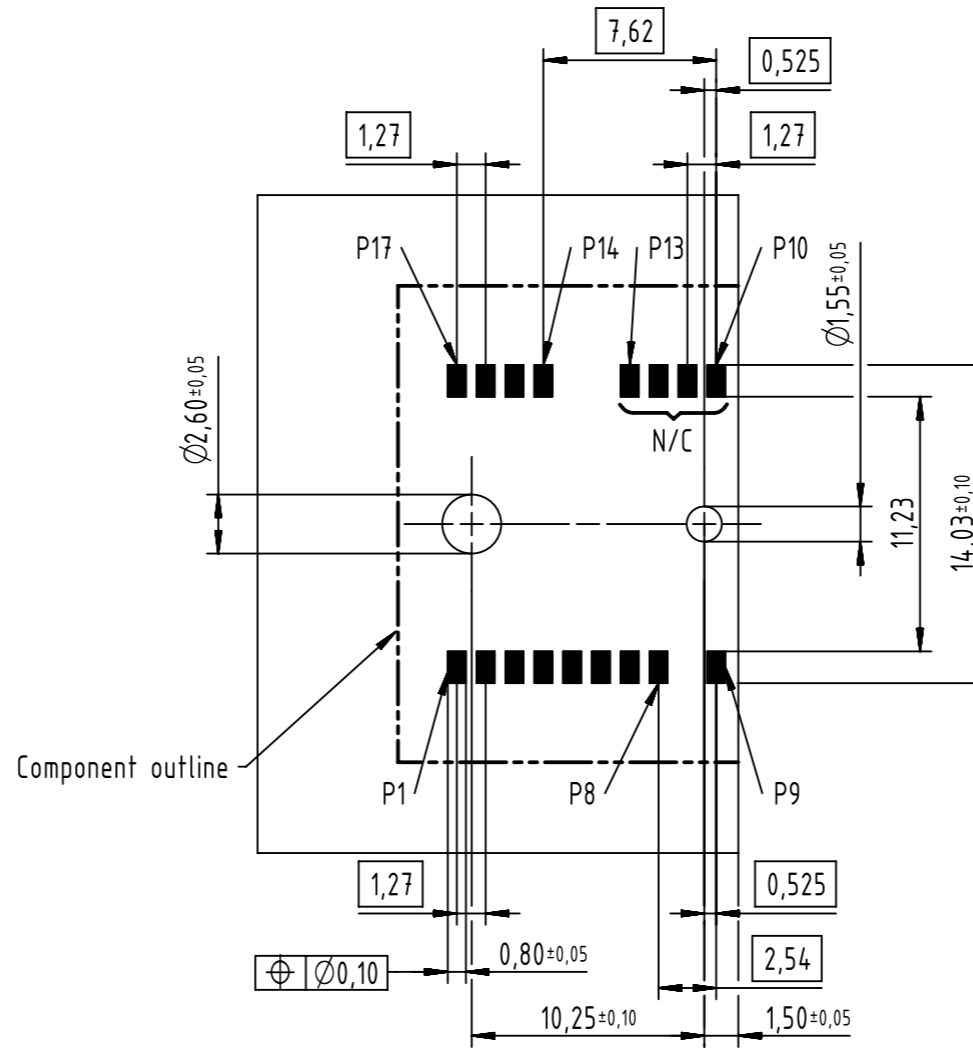 7,62
0,525
1,27
1,27
P17
P14
P13
P10
Ø1,55±0,05
Ø2,60±0,05
N/C
11,23
14,03±0,10
Component outline
P1
P8
P9
1,27
0,525
Ø0,10
0,80±0,05
2,54
10,25±0,10
1,50±0,05